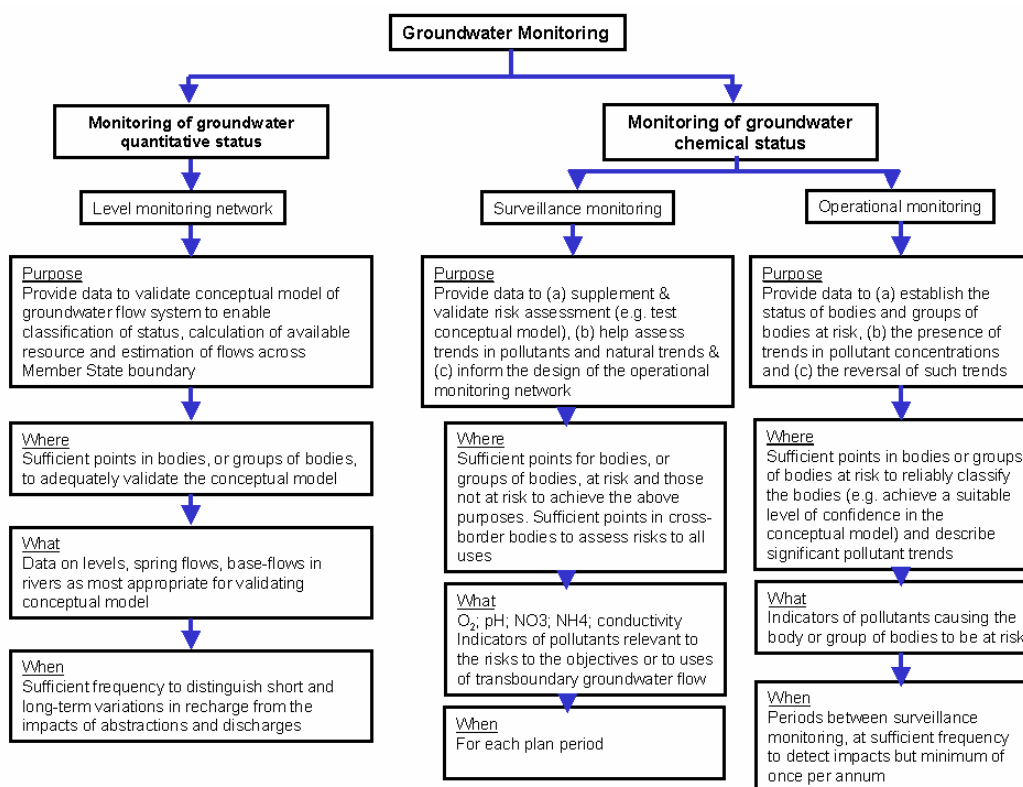 Groundwater Monitoring
Monitoring of groundwater
quantitative status
Monitoring of groundwater
chemical status
Level monitoring network
Surveillance monitoring
Operational monitoring
Purpose
Provide data to validate conceptual model of
groundwater flow system to enable
classification of status, calculation of available
resource and estimation of flows across
Member State boundary
Where
Sufficient points in bodies, or groups of bodies,
to adequately validate the conceptual model
What
Data on levels, spring flows, base-flows in
rivers as most appropriate for validating
conceptual model
When
Sufficient frequency to distinguish short and
long-term variations in recharge from the
impacts of abstractions and discharges
Purpose
Provide data to (a) supplement &
validate risk assessment (e.g. test
conceptual model), (b) help assess
trends in pollutants and natural trends &
(c) inform the design of the operational
monitoring network
Where
Sufficient points for bodies, or
groups of bodies, at risk and those
not at risk to achieve the above
purposes. Sufficient points in cross-
border bodies to assess risks to all
uses
What
O₂; pH; NO3; NH4; conductivity
Indicators of pollutants relevant to
the risks to the objectives or to uses
of transboundary groundwater flow
When
For each plan period
Purpose
Provide data to (a) establish the
status of bodies and groups of
bodies at risk, (b) the presence of
trends in pollutant concentrations
and (c) the reversal of such trends
Where
Sufficient points in bodies or groups
of bodies at risk to reliably classify
the bodies (e.g. achieve a suitable
level of confidence in the
conceptual model) and describe
significant pollutant trends
What
Indicators of pollutants causing the
body or group of bodies to be at risk
When
Periods between surveillance
monitoring, at sufficient frequency
to detect impacts but minimum of
once per annum